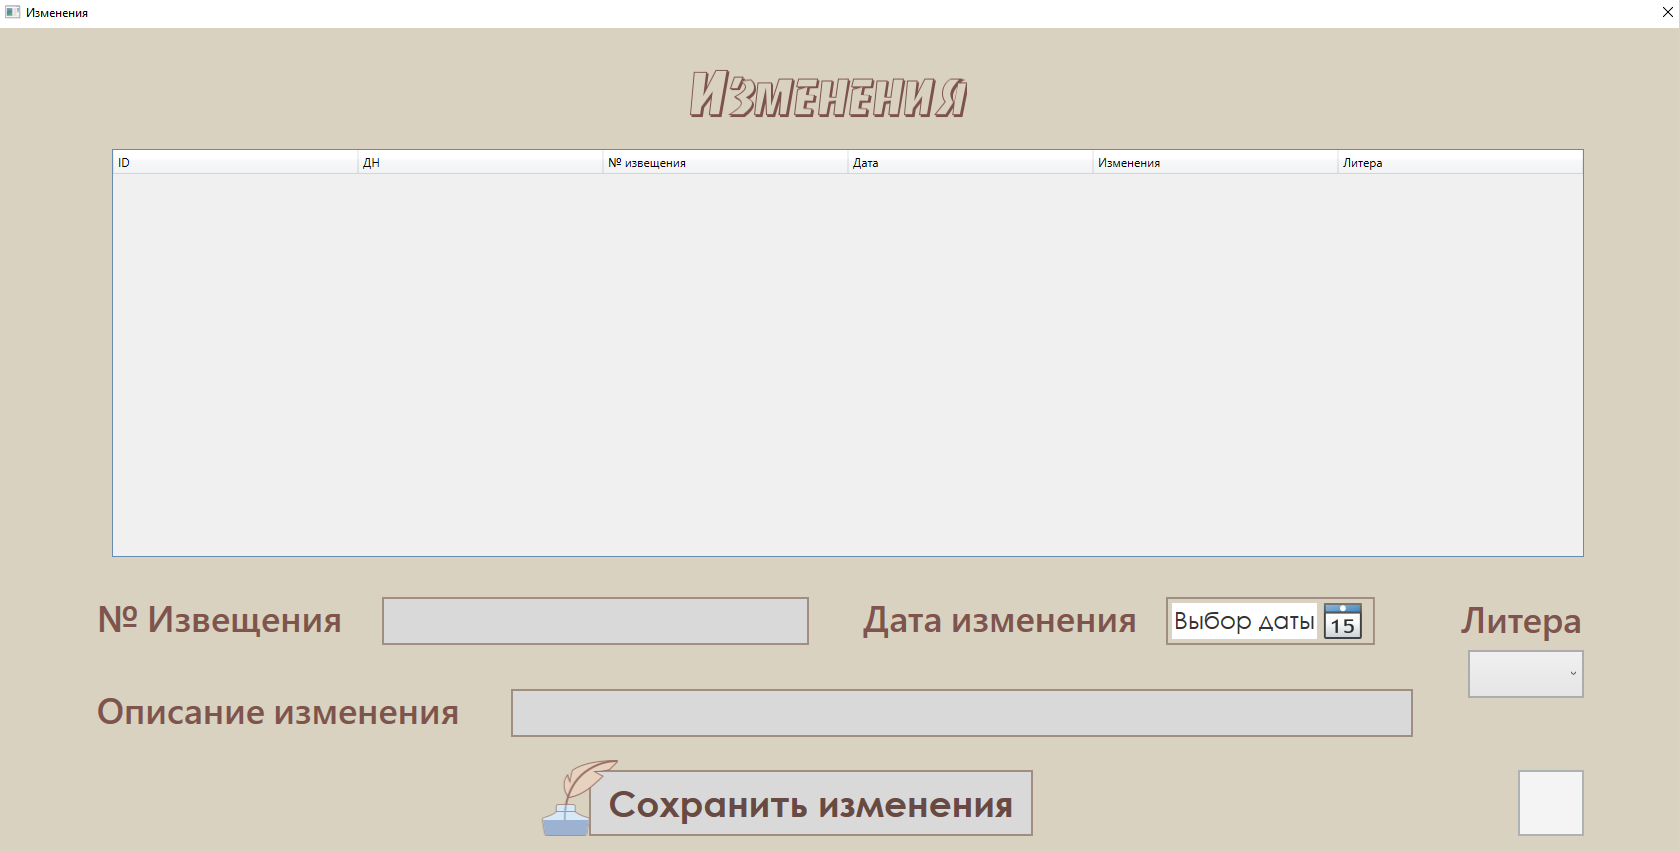 Изменения
Изменения
ID ДН № извещения Дата Изменения Литера
№ Извещения Дата изменения Выбор даты 15 Литера
Описание изменения
Сохранить изменения